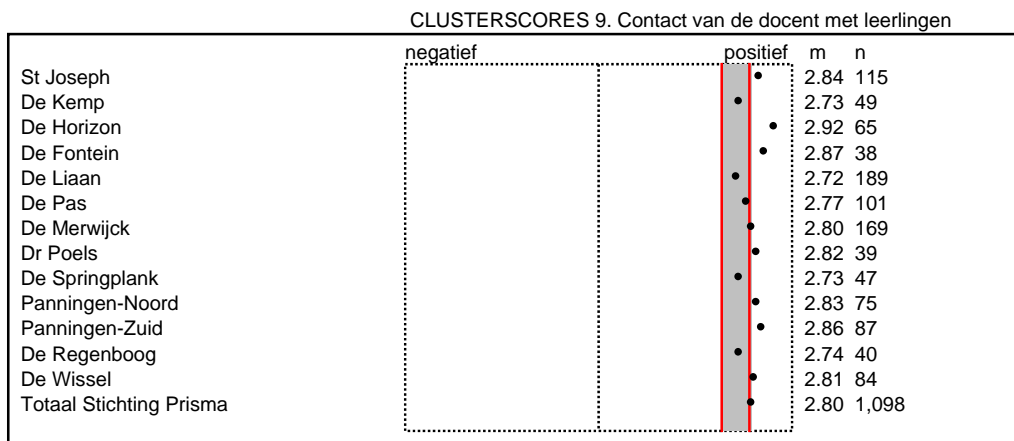 CLUSTERSCORES 9. Contact van de docent met leerlingen
negatief positief m n
St Joseph 2.84 115
De Kemp 2.73 49
De Horizon 2.92 65
De Fontein 2.87 38
De Liaan 2.72 189
De Pas 2.77 101
De Merwijck 2.80 169
Dr Poels 2.82 39
De Springplank 2.73 47
Panningen-Noord 2.83 75
Panningen-Zuid 2.86 87
De Regenboog 2.74 40
De Wissel 2.81 84
Totaal Stichting Prisma 2.80 1,098